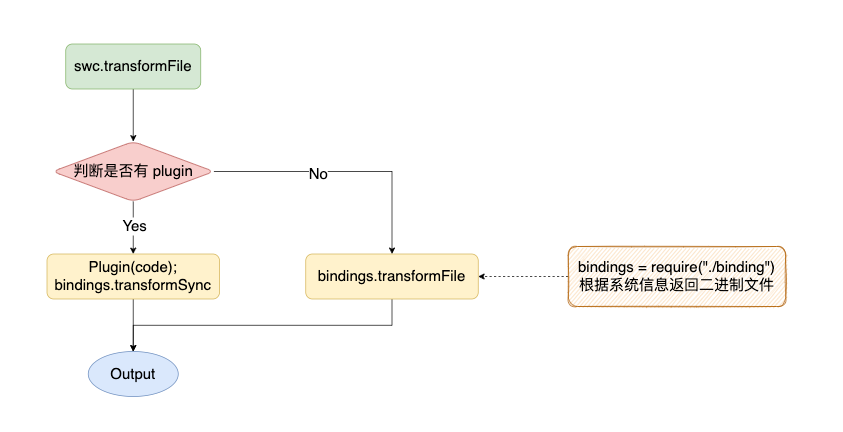 swc.transformFile
判断是否有 plugin
No
Yes
Plugin(code);
bindings.transformSync
bindings.transformFile
bindings = require("./binding")
根据系统信息返回二进制文件
Output